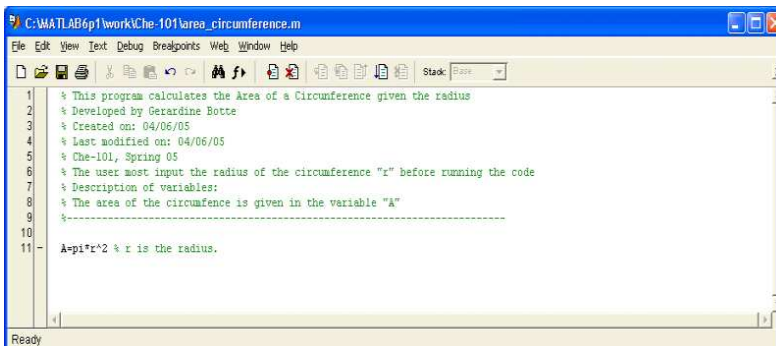 C:\MATLAB6p1\work\Che-101\area_circumference.m
File Edit View Text Debug Breakpoints Web Window Help
Stack: Base
1 % This program calculates the Area of a Circunference given the radius
2 % Developed by Gerardine Botte
3 % Created on: 04/06/05
4 % Last modified on: 04/06/05
5 % Che-101, Spring 05
6 % The user most input the radius of the circumference "r" before running the code
7 % Description of variables:
8 % The area of the circumfence is given in the variable "A"
9 %--------------------------------------------------------------------------------
10
11 – A=pi*r^2 % r is the radius.
Ready